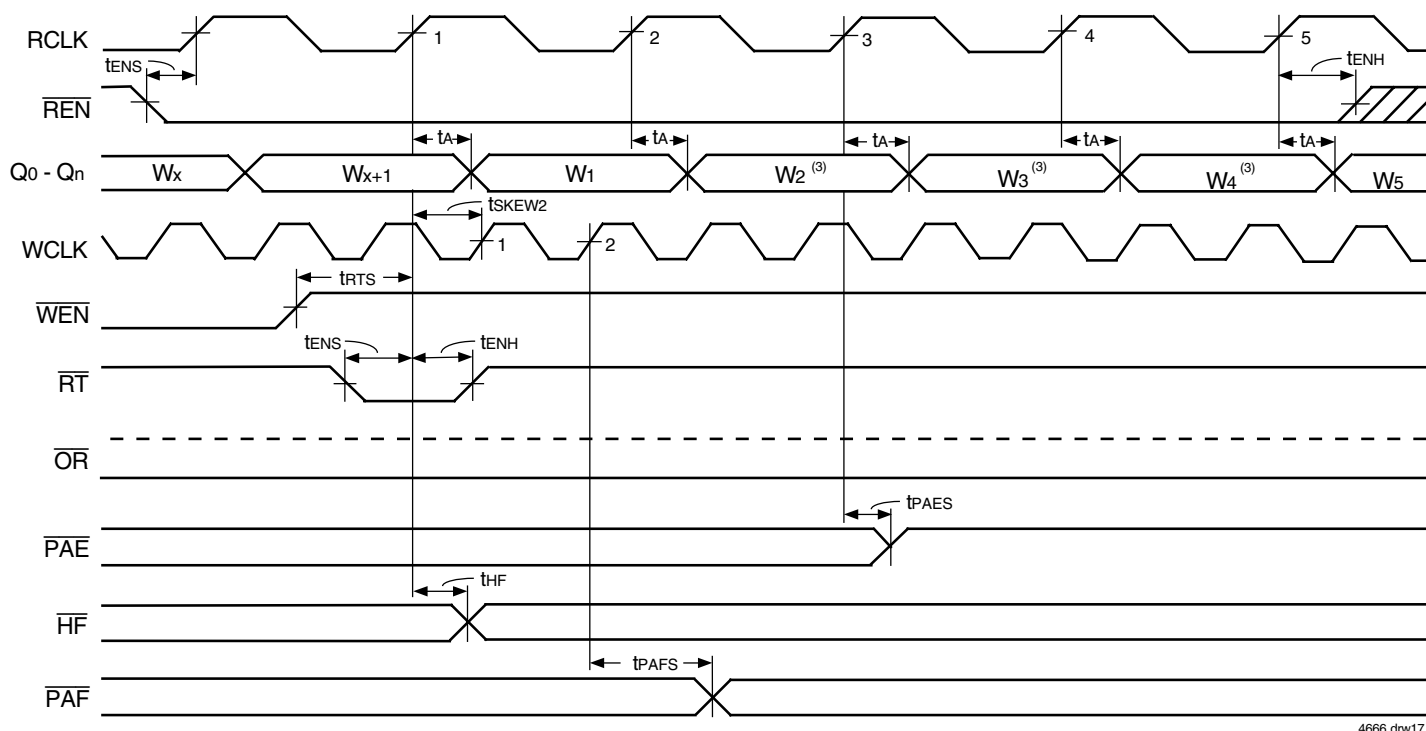 RCLK 1 2 3 4 5
tENS tENH
REN
tA tA tA tA tA
Q0 - Qn Wx Wx+1 W1 W2 (3) W3 (3) W4 (3) W5
tSKEW2
WCLK 1 2
tRTS
WEN
tENS tENH
RT
OR
tPAES
PAE
tHF
HF
tPAFS
PAF
4666 drw17